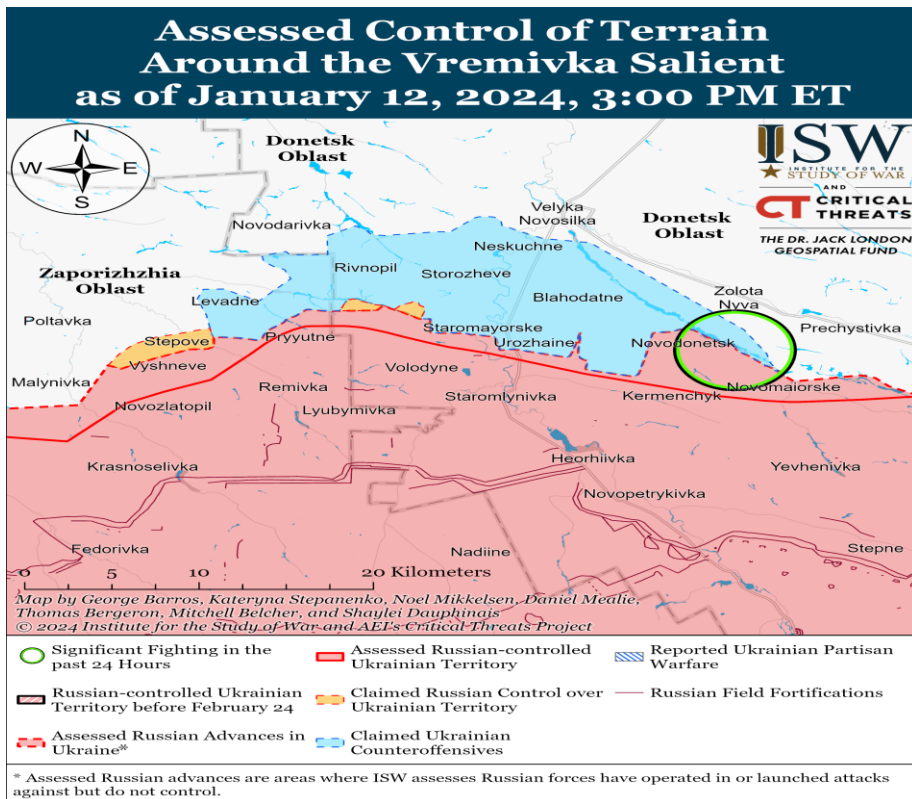 Assessed Control of Terrain
Around the Vremivka Salient
as of January 12, 2024, 3:00 PM ET
N
W E
S
Donetsk
Oblast
ISW
INSTITUTE FOR THE
STUDY OF WAR
AND
CT CRITICAL
THREATS
THE DR. JACK LONDON
GEOSPATIAL FUND
Velyka
Novosilka
Donetsk
Oblast
Novodarivka
Neskuchne
Rivnopil
Storozheve
Zaporizhzhia
Oblast
Levadne
Blahodatne
Zolota
Nyva
Poltavka
Prechystivka
Stepove
Pryyutne
Staromayorske
Urozhaine
Novodonetsk
Vyshneve
Volodyne
Malynivka
Remivka
Staromlynivka
Kermenchyk
Novomaiorske
Novozlatopil
Lyubymivka
Krasnoselivka
Heorhiivka
Yevhenivka
Novopetrykivka
Fedorivka
Nadiine
Stepne
0 5 10 20 Kilometers
Map by George Barros, Kateryna Stepanenko, Noel Mikkelsen, Daniel Mealie,
Thomas Bergeron, Mitchell Belcher, and Shaylei Dauphinais
© 2024 Institute for the Study of War and AEI's Critical Threats Project
Significant Fighting in the
past 24 Hours
Assessed Russian-controlled
Ukrainian Territory
Reported Ukrainian Partisan
Warfare
Russian-controlled Ukrainian
Territory before February 24
Claimed Russian Control over
Ukrainian Territory
Russian Field Fortifications
Assessed Russian Advances in
Ukraine*
Claimed Ukrainian
Counteroffensives
* Assessed Russian advances are areas where ISW assesses Russian forces have operated in or launched attacks
against but do not control.